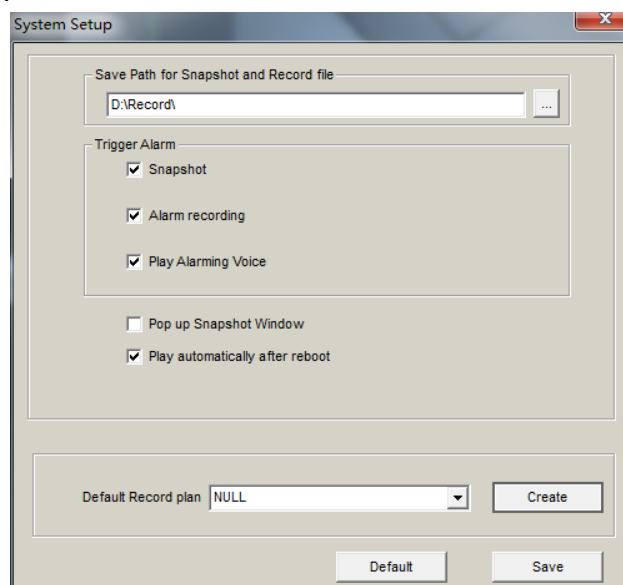 System Setup
Save Path for Snapshot and Record file
D:\Record\
...
Trigger Alarm
Snapshot
Alarm recording
Play Alarming Voice
Pop up Snapshot Window
Play automatically after reboot
Default Record plan NULL Create
Default Save